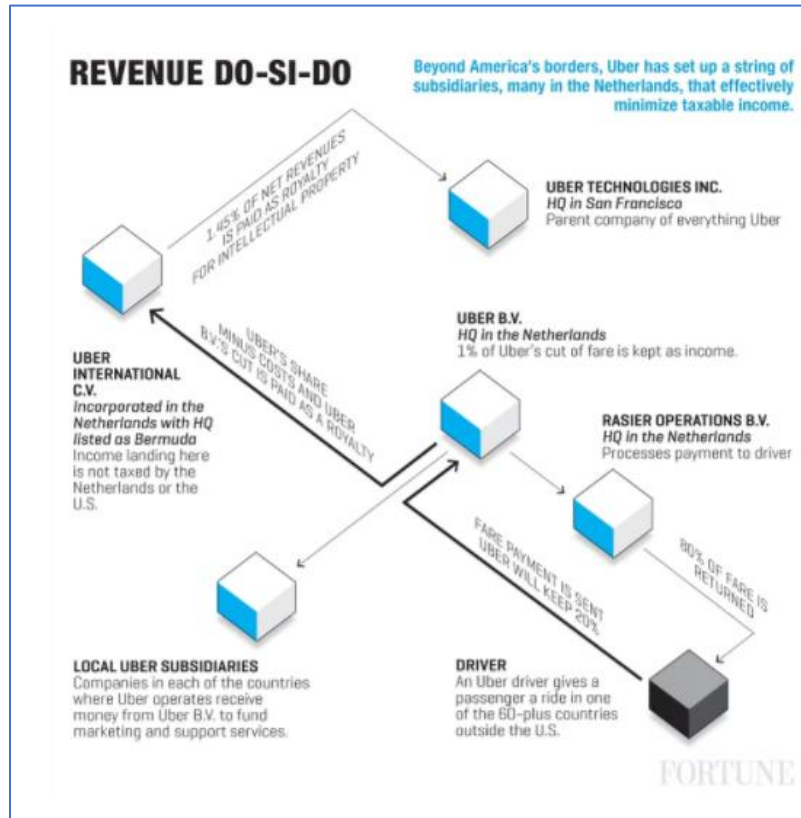 REVENUE DO-SI-DO
Beyond America's borders, Uber has set up a string of
subsidiaries, many in the Netherlands, that effectively
minimize taxable income.
1.45% OF NET REVENUES
IS PAID AS ROYALTY
FOR INTELLECTUAL PROPERTY
UBER TECHNOLOGIES INC.
HQ in San Francisco
Parent company of everything Uber
UBER B.V.
HQ in the Netherlands
1% of Uber's cut of fare is kept as income.
UBER
INTERNATIONAL
C.V.
Incorporated in the
Netherlands with HQ
listed as Bermuda
Income landing here
is not taxed by the
Netherlands or the
U.S.
UBER'S SHARE
MINUS COSTS AND UBER
B.V.'S CUT IS PAID AS A ROYALTY
RASIER OPERATIONS B.V.
HQ in the Netherlands
Processes payment to driver
FARE PAYMENT IS SENT
UBER WILL KEEP 20%
80% OF FARE IS
RETURNED
LOCAL UBER SUBSIDIARIES
Companies in each of the countries
where Uber operates receive
money from Uber B.V. to fund
marketing and support services.
DRIVER
An Uber driver gives a
passenger a ride in one
of the 60-plus countries
outside the U.S.
FORTUNE